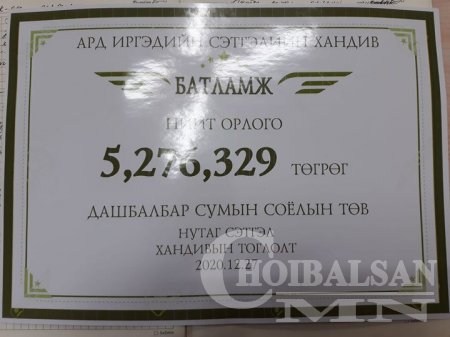 АРД ИРГЭДИЙН СЭТГЭЛИЙН ХАНДИВ
БАТЛАМЖ
НИЙТ ОРЛОГО
5,276,329 ТӨГРӨГ
ДАШБАЛБАР СУМЫН СОЁЛЫН ТӨВ
НУТАГ СЭТГЭЛ
ХАНДИВЫН ТОГЛОЛТ
2020.12.27
CHOIBALSAN
MN